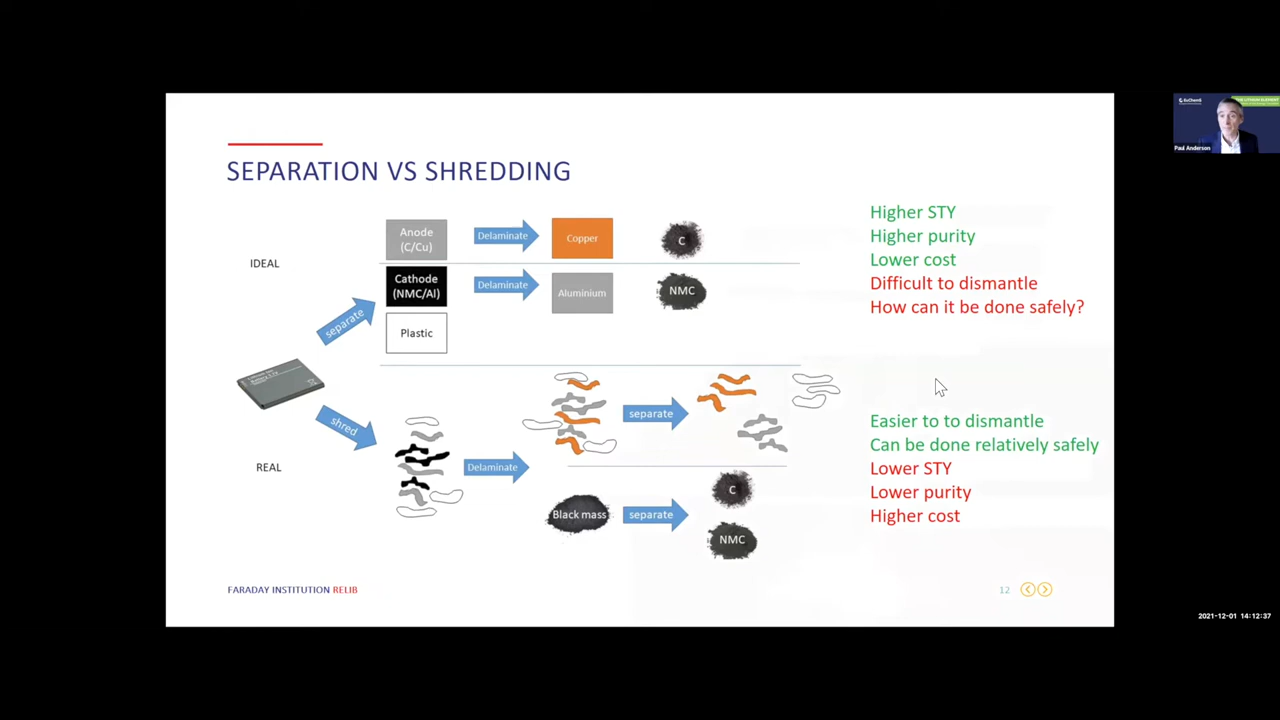 SEPARATION VS SHREDDING
IDEAL
separate
Anode
(C/Cu)
Delaminate
Copper
C
Cathode
(NMC/Al)
Delaminate
Aluminium
NMC
Plastic
Higher STY
Higher purity
Lower cost
Difficult to dismantle
How can it be done safely?
shred
REAL
Delaminate
separate
Black mass
separate
C
NMC
Easier to to dismantle
Can be done relatively safely
Lower STY
Lower purity
Higher cost
FARADAY INSTITUTION RELIB
12
Paul Anderson
2021-12-01 14:12:37